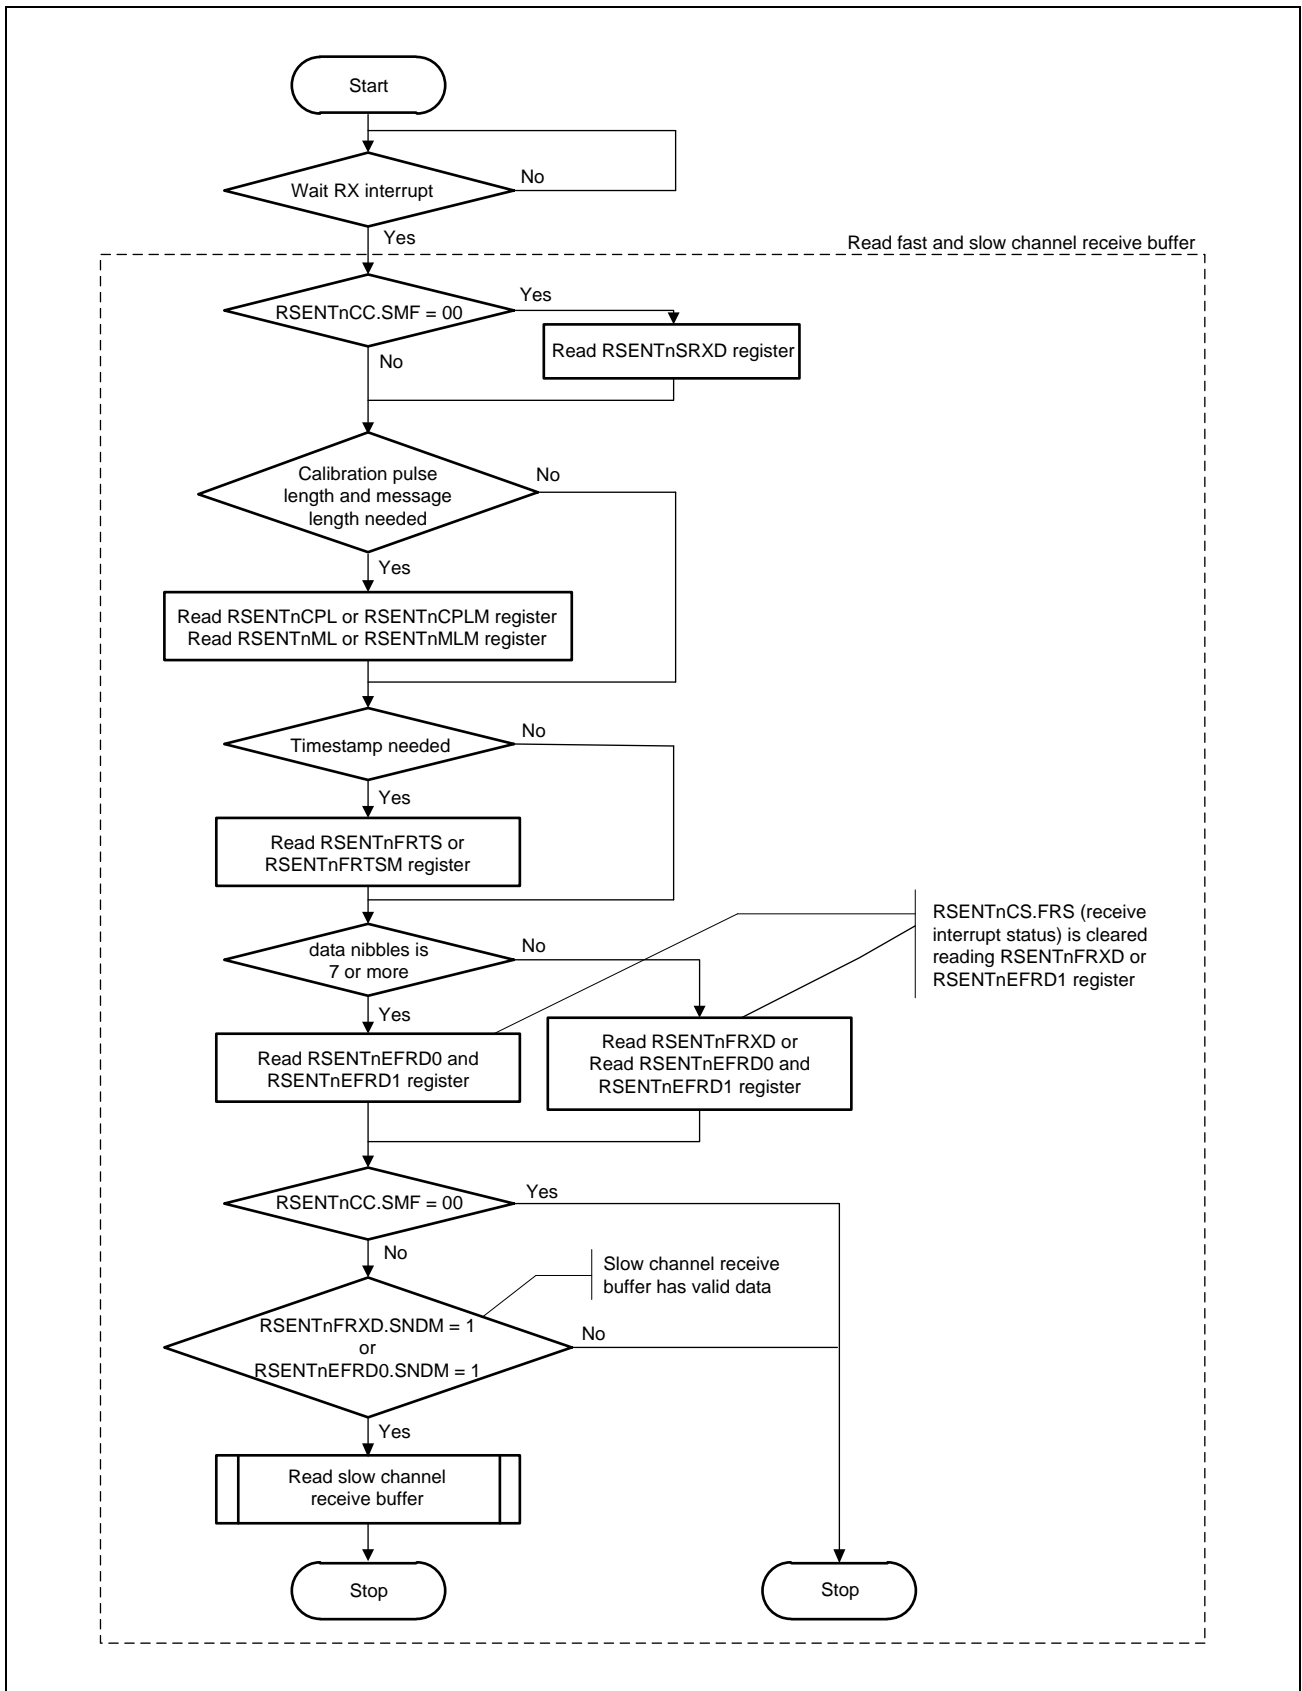 Start
Wait RX interrupt
No
Yes
Read fast and slow channel receive buffer
RSENTnCC.SMF = 00
Yes
Read RSENTnSRXD register
No
Calibration pulse
length and message
length needed
No
Yes
Read RSENTnCPL or RSENTnCPLM register
Read RSENTnML or RSENTnMLM register
Timestamp needed
No
Yes
Read RSENTnFRTS or
RSENTnFRTSM register
RSENTnCS.FRS (receive
interrupt status) is cleared
reading RSENTnFRXD or
RSENTnEFRD1 register
data nibbles is
7 or more
No
Yes
Read RSENTnEFRD0 and
RSENTnEFRD1 register
Read RSENTnFRXD or
Read RSENTnEFRD0 and
RSENTnEFRD1 register
RSENTnCC.SMF = 00
Yes
No
Slow channel receive
buffer has valid data
RSENTnFRXD.SNDM = 1
or
RSENTnEFRD0.SNDM = 1
No
Yes
Read slow channel
receive buffer
Stop
Stop